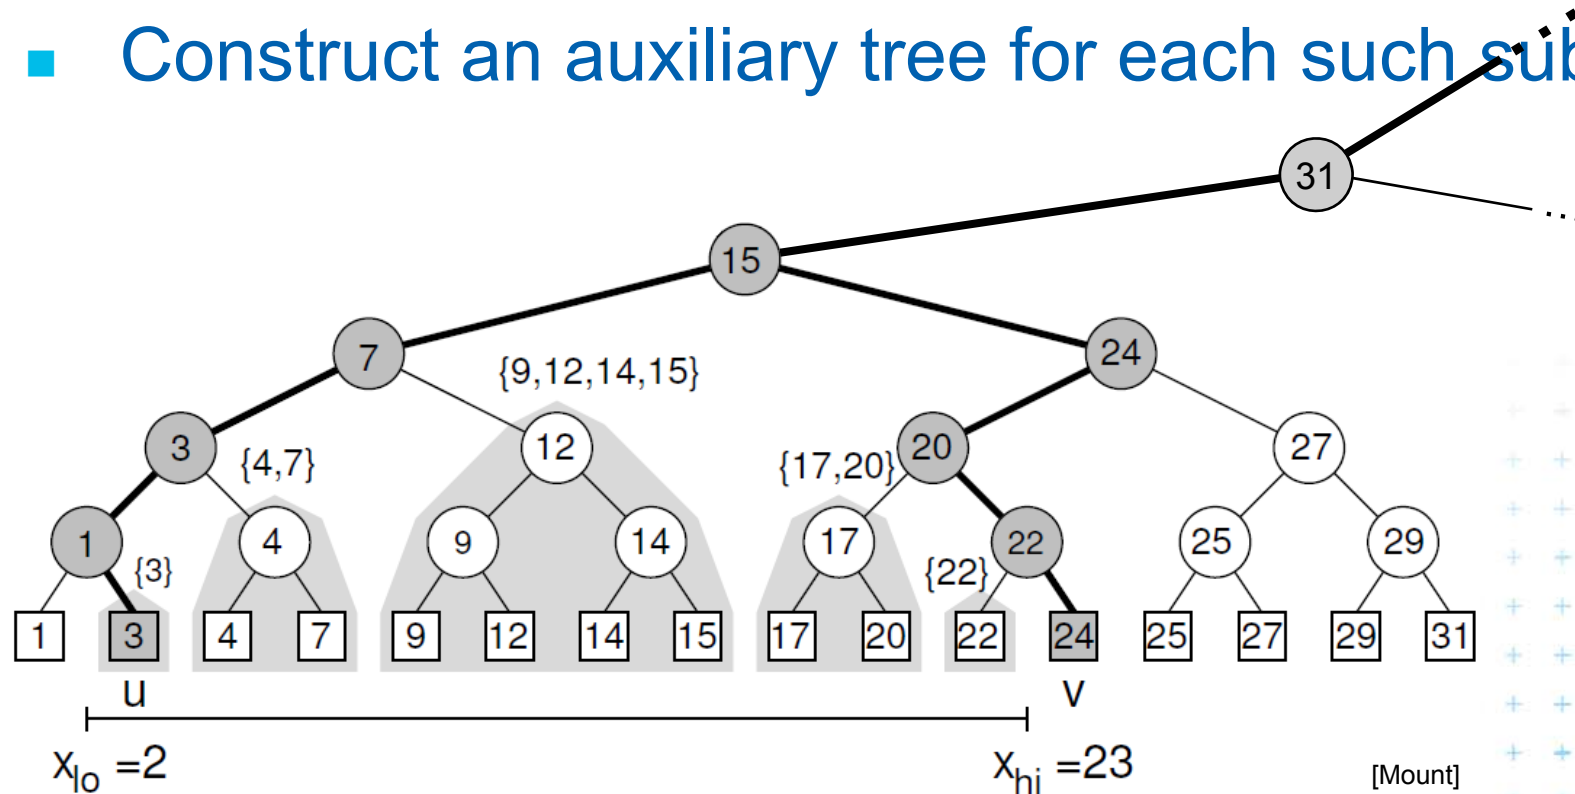 Construct an auxiliary tree for each such sub
31
15
7 24
{9,12,14,15}
3 12 20 27
{4,7} {17,20}
1 4 9 14 17 22 25 29
{3} {22}
1 3 4 7 9 12 14 15 17 20 22 24 25 27 29 31
u v
xlo =2 xhi =23
[Mount]